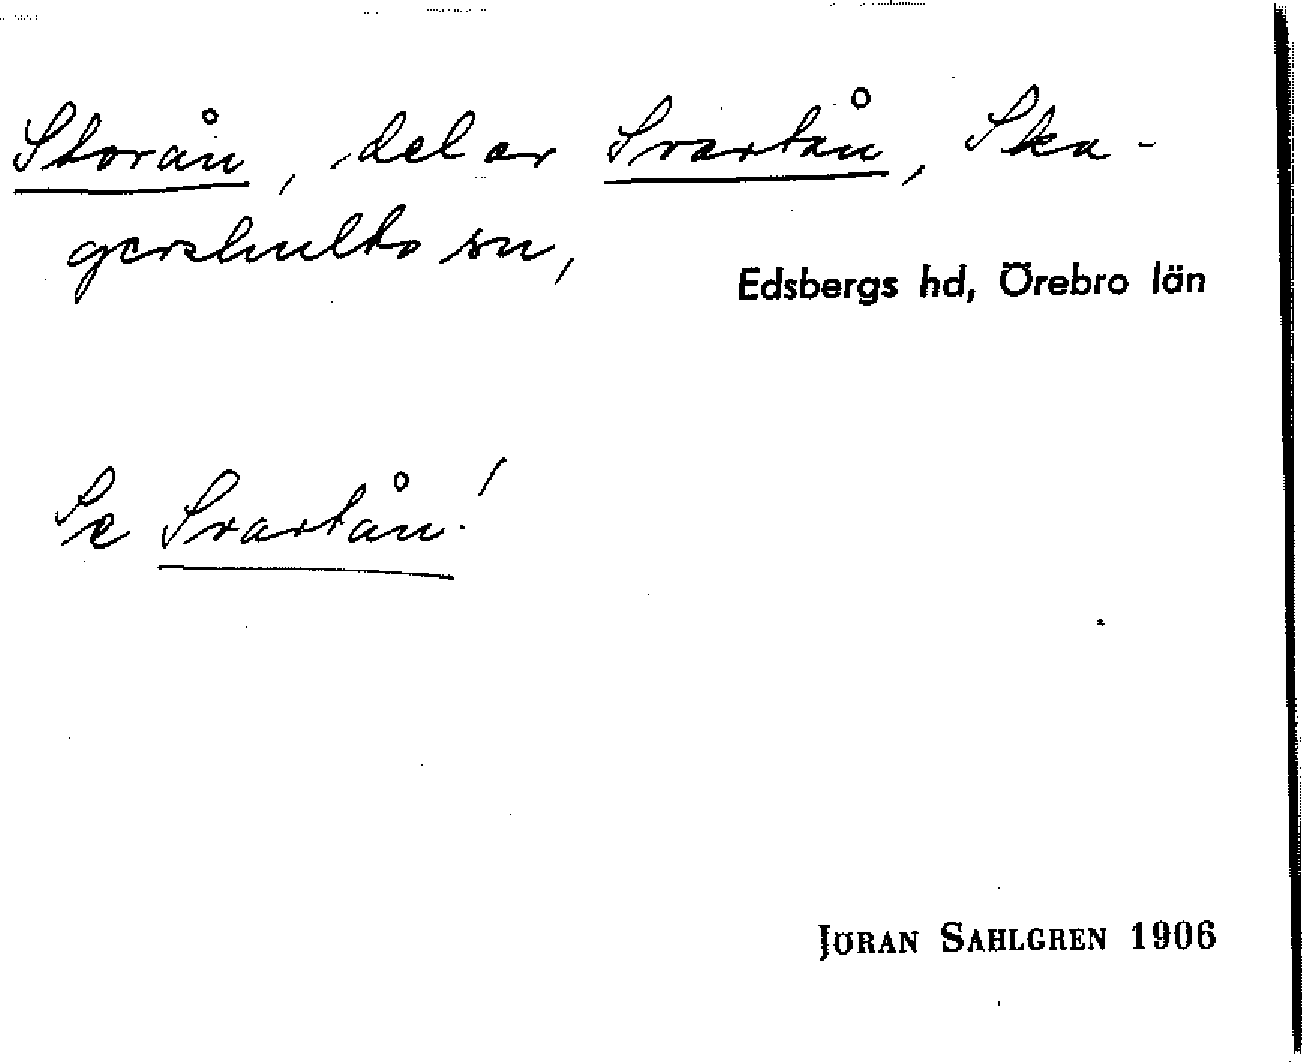 Storån, del av Svartån, Ska-
gershults sn,
Edsbergs hd, Örebro län
Se Svartån!
JÖRAN SAHLGREN 1906